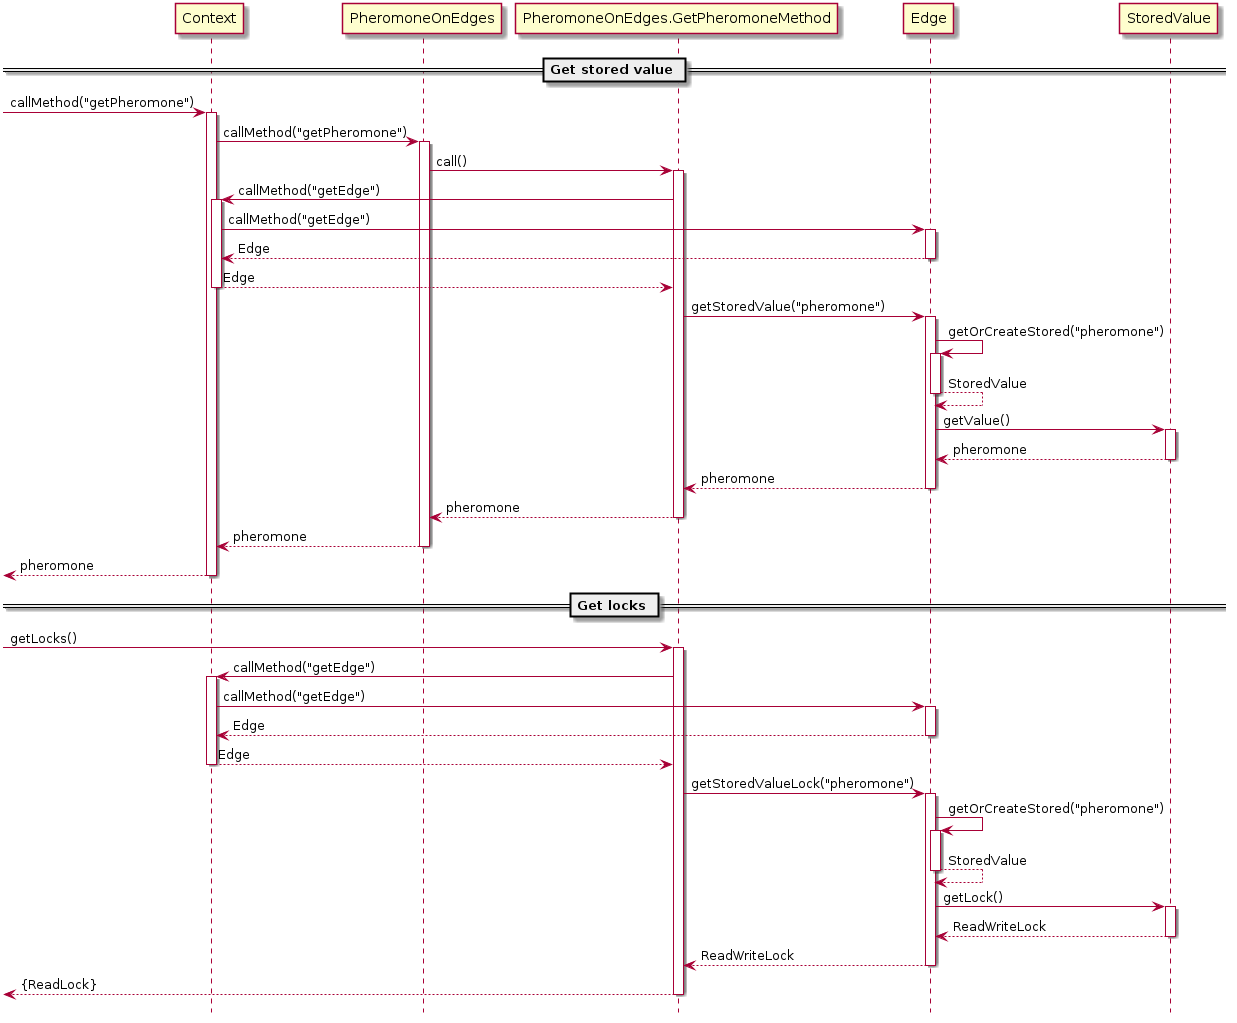 Context
PheromoneOnEdges
PheromoneOnEdges.GetPheromoneMethod
Edge
StoredValue
Get stored value
callMethod("getPheromone")
callMethod("getPheromone")
call()
callMethod("getEdge")
callMethod("getEdge")
Edge
Edge
getStoredValue("pheromone")
getOrCreateStored("pheromone")
StoredValue
getValue()
pheromone
pheromone
pheromone
pheromone
pheromone
Get locks
getLocks()
callMethod("getEdge")
callMethod("getEdge")
Edge
Edge
getStoredValueLock("pheromone")
getOrCreateStored("pheromone")
StoredValue
getLock()
ReadWriteLock
ReadWriteLock
{ReadLock}